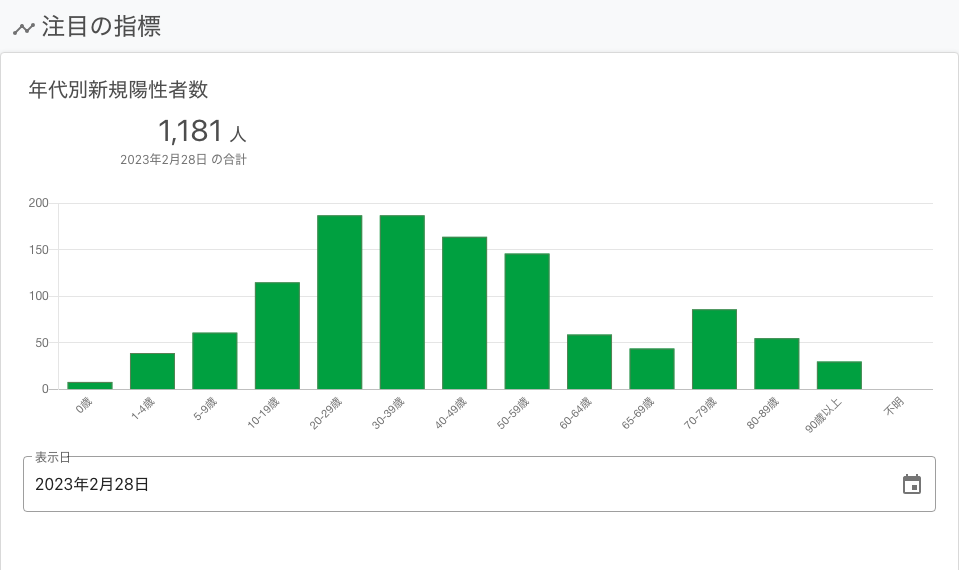 注目の指標
年代別新規陽性者数
1,181 人
2023年2月28日 の合計
200
150
100
50
0
0歳
1-4歳
5-9歳
10-19歳
20-29歳
30-39歳
40-49歳
50-59歳
60-64歳
65-69歳
70-79歳
80-89歳
90歳以上
不明
表示日
2023年2月28日